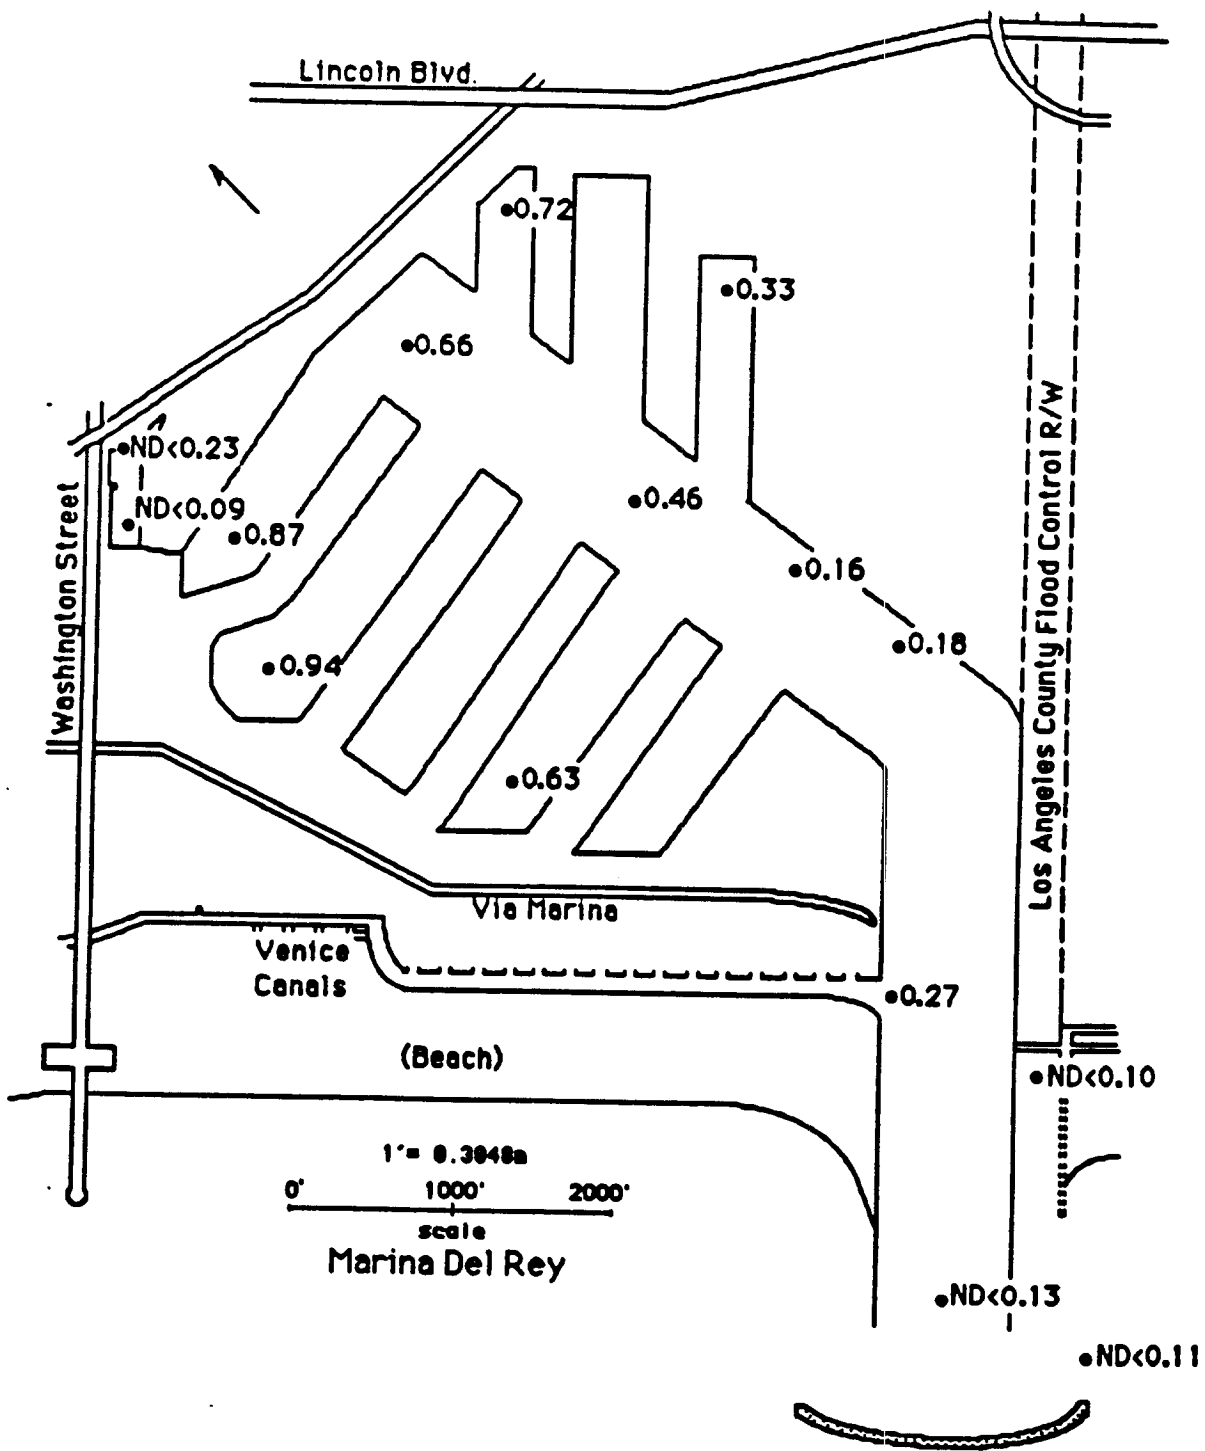 Lincoln Blvd.
0.72
0.33
0.66
ND<0.23
ND<0.09
0.87
0.46
0.16
0.18
0.94
0.63
Washington Street
Los Angeles County Flood Control R/W
Via Marina
Venice
Canals
0.27
(Beach)
ND<0.10
1'= 0.3048m
0' 1000' 2000'
scale
Marina Del Rey
ND<0.13
ND<0.11